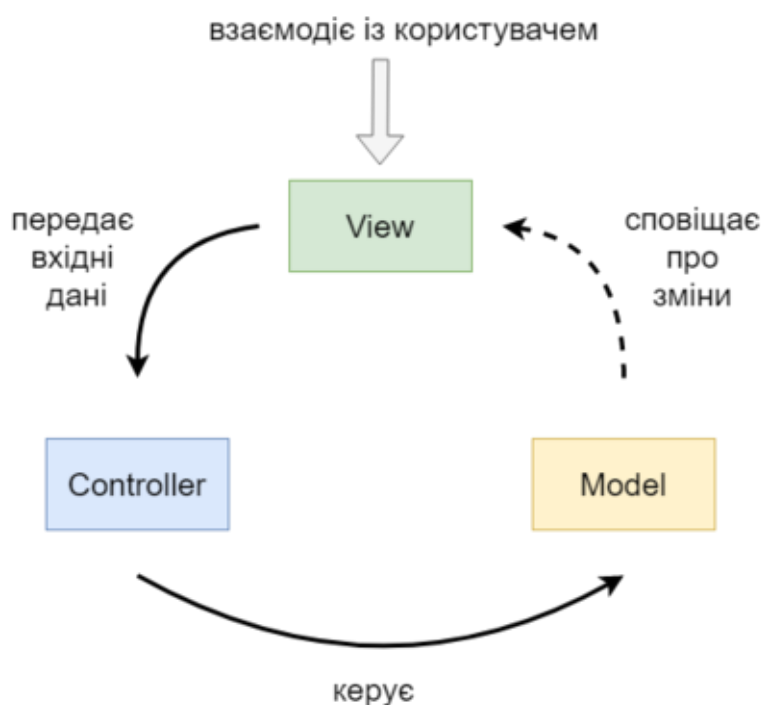 взаємодіє із користувачем
View
передає
вхідні
дані
сповіщає
про
зміни
Controller
Model
керує